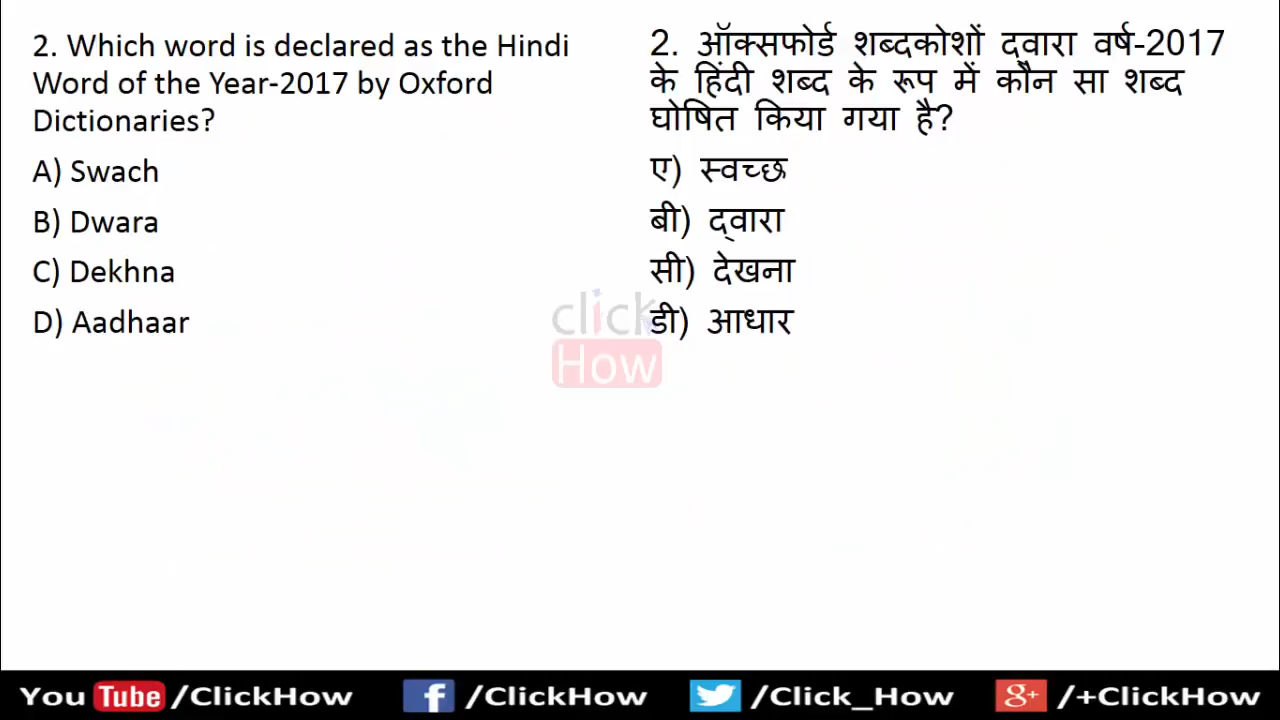 2. Which word is declared as the Hindi
Word of the Year-2017 by Oxford
Dictionaries?
A) Swach
B) Dwara
C) Dekhna
D) Aadhaar
2. ऑक्सफोर्ड शब्दकोशों द्वारा वर्ष-2017
के हिंदी शब्द के रूप में कौन सा शब्द
घोषित किया गया है?
ए) स्वच्छ
बी) द्वारा
सी) देखना
डी) आधार
click
How
You Tube /ClickHow f /ClickHow /Click_How g+ /+ClickHow